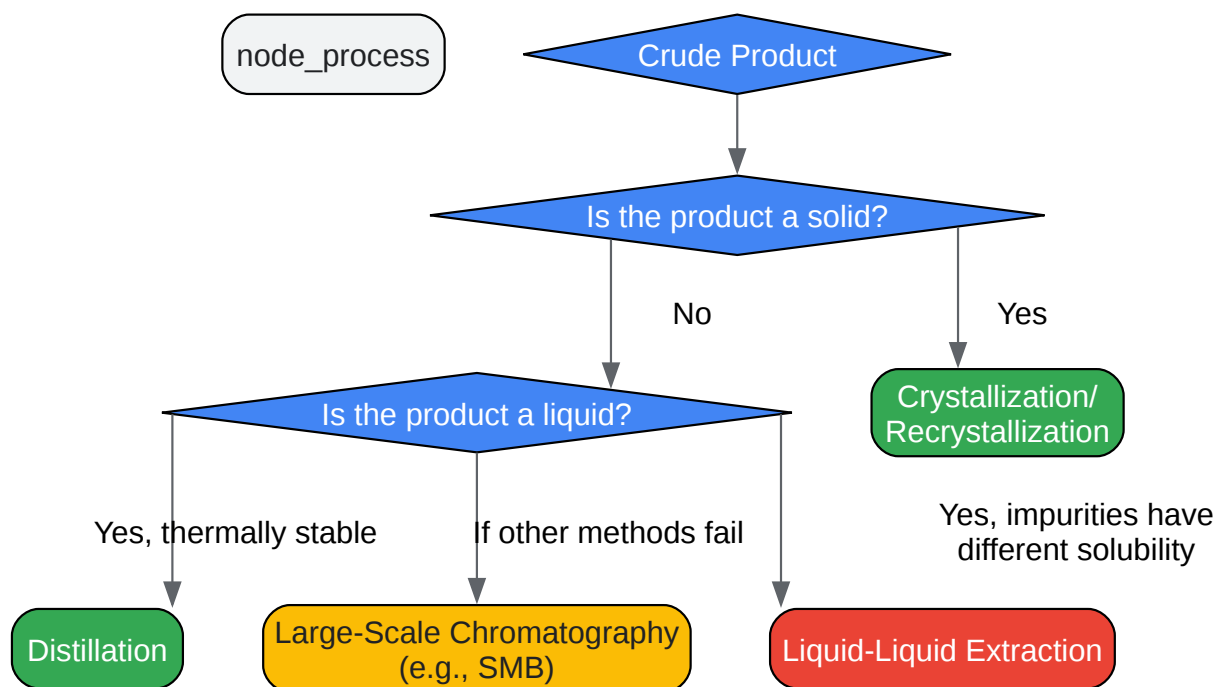 node_process
Crude Product
Is the product a solid?
No
Yes
Is the product a liquid?
Crystallization/
Recrystallization
Yes, thermally stable
If other methods fail
Yes, impurities have
different solubility
Distillation
Large-Scale Chromatography
(e.g., SMB)
Liquid-Liquid Extraction